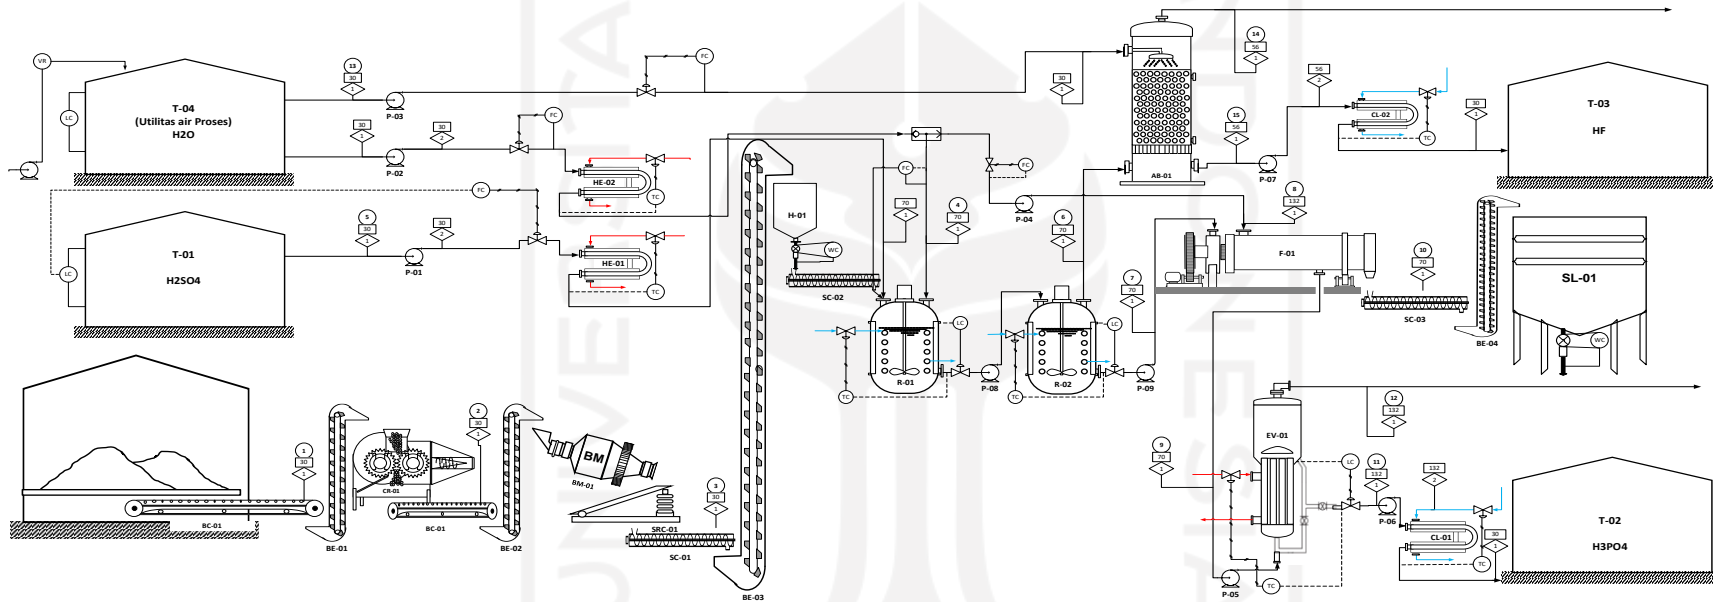 VR
T-04
(Utilitas air Proses)
H2O
LC
13
30
1
P-03
30
1
30
2
P-02
FC
FC
HE-02
TC
T-01
H2SO4
LC
FC
5
30
1
30
2
P-01
HE-01
TC
H-01
WC
SC-02
FC
70
1
4
70
1
FC
P-04
6
70
1
30
1
AB-01
14
56
1
15
56
1
P-07
56
2
CL-02
TC
30
1
T-03
HF
8
132
1
F-01
7
70
1
10
70
1
SC-03
BE-04
SL-01
WC
R-01
LC
TC
P-08
R-02
LC
TC
P-09
BC-01
1
30
1
BE-01
CR-01
BC-01
2
30
1
BE-02
BM
BM-01
SRC-01
3
30
1
SC-01
BE-03
9
70
1
EV-01
12
132
1
LC
11
132
1
P-06
P-05
TC
132
2
CL-01
TC
30
1
T-02
H3PO4
UNIVERSITAS